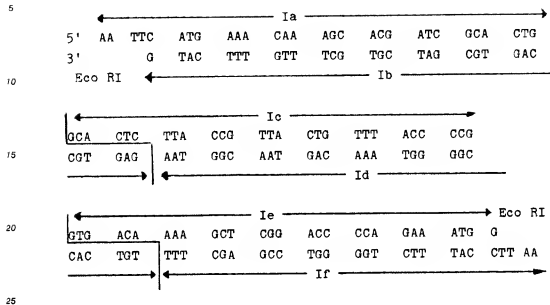 5
Ia
5' AA TTC ATG AAA CAA AGC ACG ATC GCA CTG
3' G TAC TTT GTT TCG TGC TAG CGT GAC
10
Eco RI Ib
Ic
GCA CTC TTA CCG TTA CTG TTT ACC CCG
15
CGT GAG AAT GGC AAT GAC AAA TGG GGC
Id
20
Ie Eco RI
GTG ACA AAA GCT CGG ACC CCA GAA ATG G
CAC TGT TTT CGA GCC TGG GGT CTT TAC CTT AA
If
25